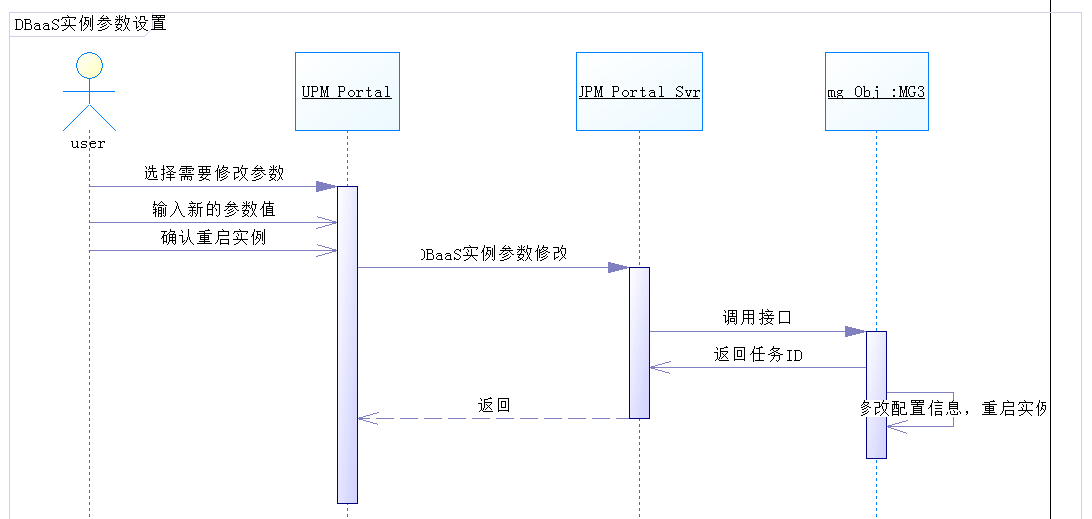 DBaaS实例参数设置
user
UPM Portal
JPM Portal Svr
mg Obj :MG3
选择需要修改参数
输入新的参数值
确认重启实例
DBaaS实例参数修改
调用接口
返回任务ID
返回
修改配置信息，重启实例